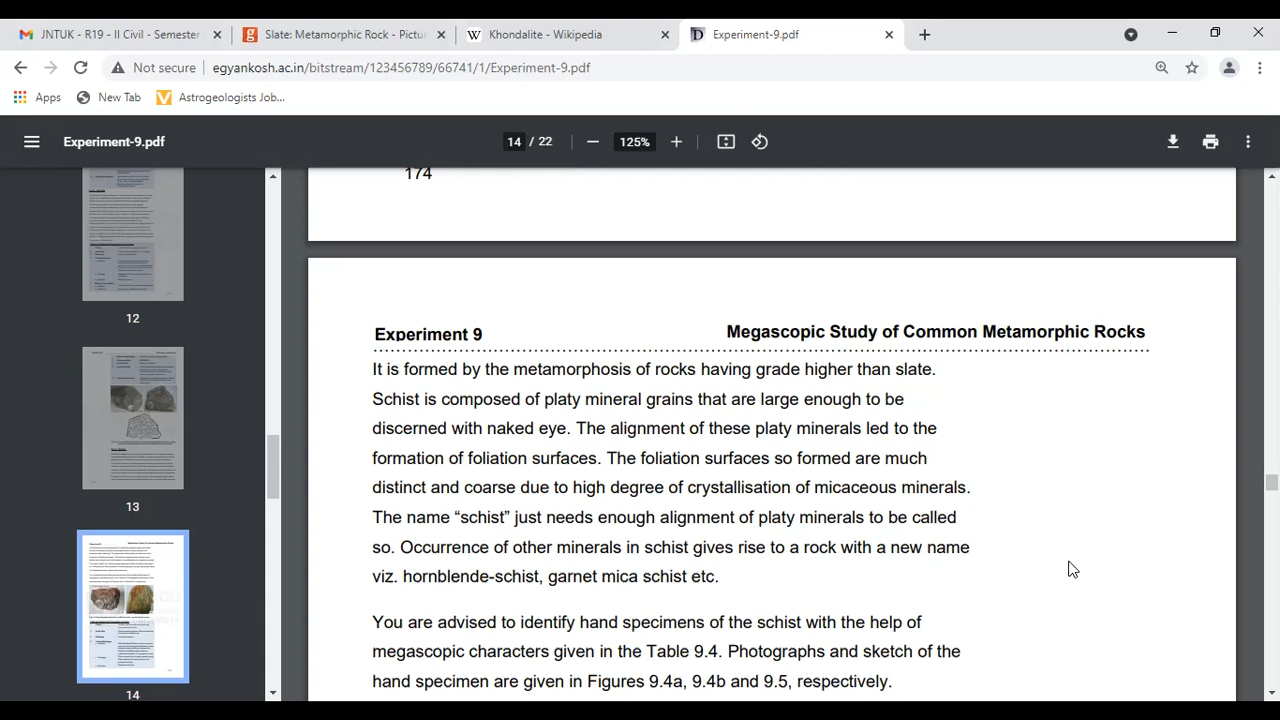 JNTUK - R19 - II Civil - Semester
Slate: Metamorphic Rock - Pictu
Khondalite - Wikipedia
Experiment-9.pdf
Not secure
egyankosh.ac.in/bitstream/123456789/66741/1/Experiment-9.pdf
Apps
New Tab
Astrogeologists Job...
Experiment-9.pdf
14 / 22
125%
12
13
14
174
Experiment 9
Megascopic Study of Common Metamorphic Rocks
It is formed by the metamorphosis of rocks having grade higher than slate.
Schist is composed of platy mineral grains that are large enough to be
discerned with naked eye. The alignment of these platy minerals led to the
formation of foliation surfaces. The foliation surfaces so formed are much
distinct and coarse due to high degree of crystallisation of micaceous minerals.
The name “schist” just needs enough alignment of platy minerals to be called
so. Occurrence of other minerals in schist gives rise to schist with a new name
viz. hornblende-schist, garnet mica schist etc.
You are advised to identify hand specimens of the schist with the help of
megascopic characters given in the Table 9.4. Photographs and sketch of the
hand specimen are given in Figures 9.4a, 9.4b and 9.5, respectively.